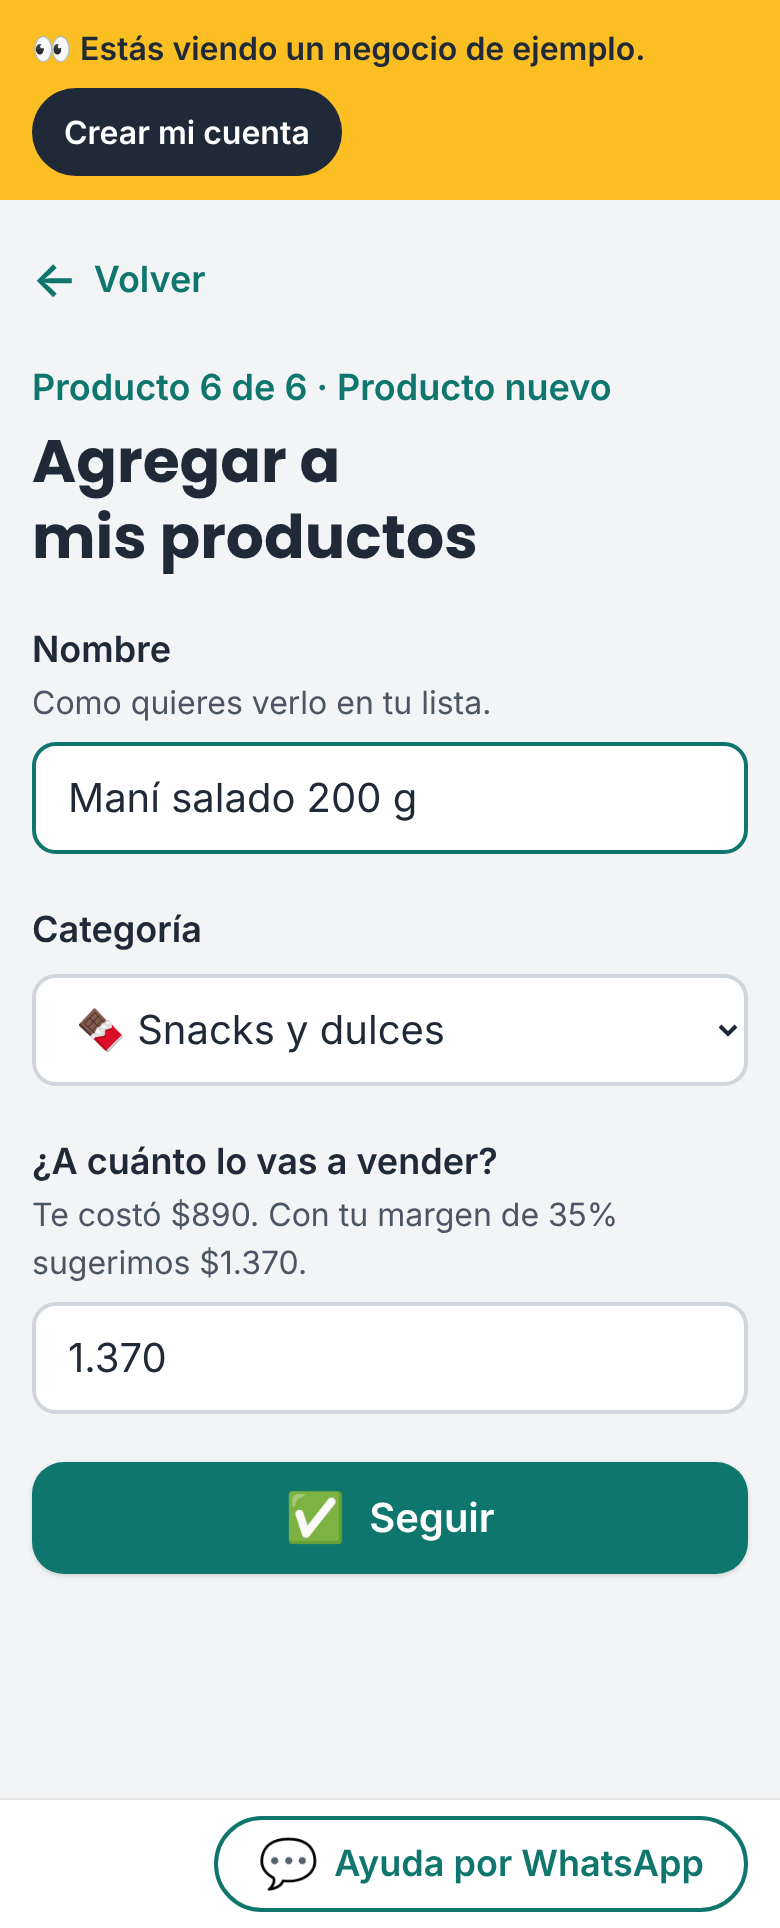 👀 Estás viendo un negocio de ejemplo.
Crear mi cuenta
← Volver
Producto 6 de 6 · Producto nuevo
Agregar a
mis productos
Nombre
Como quieres verlo en tu lista.
Maní salado 200 g
Categoría
🍫 Snacks y dulces
¿A cuánto lo vas a vender?
Te costó $890. Con tu margen de 35%
sugerimos $1.370.
1.370
✅ Seguir
💬 Ayuda por WhatsApp